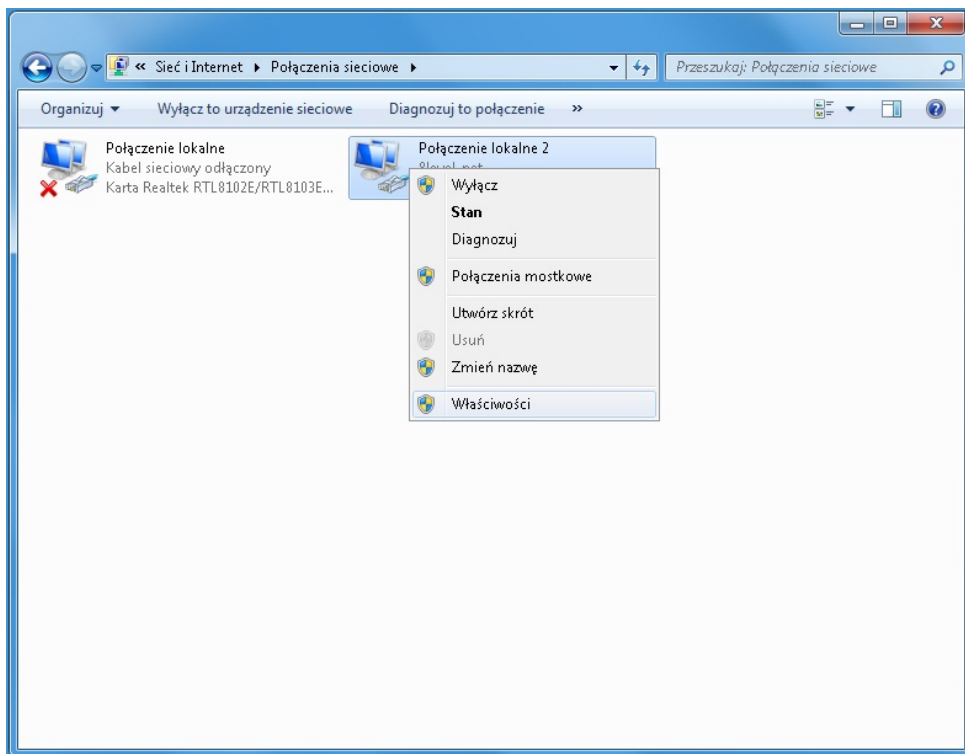 « Sieć i Internet ▸ Połączenia sieciowe ▸
Przeszukaj: Połączenia sieciowe
Organizuj Wyłącz to urządzenie sieciowe Diagnozuj to połączenie »
Połączenie lokalne
Kabel sieciowy odłączony
Karta Realtek RTL8102E/RTL8103E...
Połączenie lokalne 2
Wyłącz
Stan
Diagnozuj
Połączenia mostkowe
Utwórz skrót
Usuń
Zmień nazwę
Właściwości